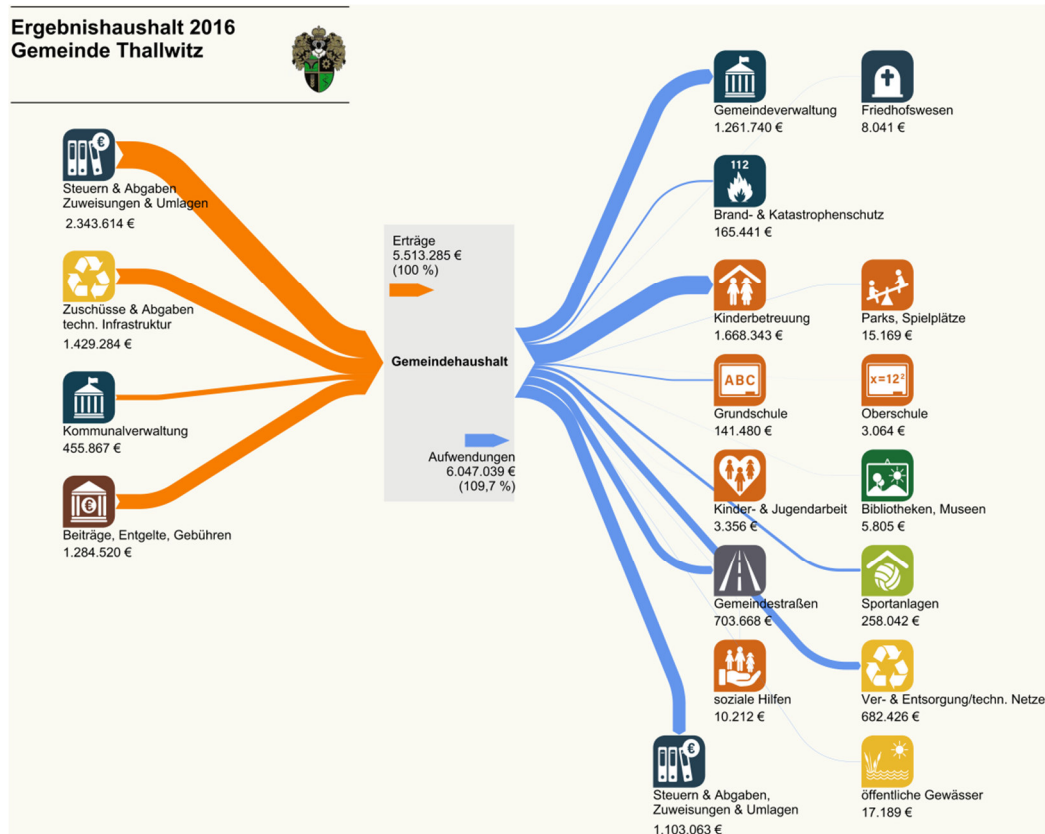 Ergebnishaushalt 2016
Gemeinde Thallwitz
Steuern & Abgaben
Zuweisungen & Umlagen
2.343.614 €
Zuschüsse & Abgaben
techn. Infrastruktur
1.429.284 €
Kommunalverwaltung
455.867 €
Beiträge, Entgelte, Gebühren
1.284.520 €
Erträge
5.513.285 €
(100 %)
Gemeindehaushalt
Aufwendungen
6.047.039 €
(109,7 %)
Gemeindeverwaltung
1.261.740 €
Friedhofswesen
8.041 €
112
Brand- & Katastrophenschutz
165.441 €
Kinderbetreuung
1.668.343 €
Parks, Spielplätze
15.169 €
ABC
Grundschule
141.480 €
x=12²
Oberschule
3.064 €
Kinder- & Jugendarbeit
3.356 €
Bibliotheken, Museen
5.805 €
Gemeindestraßen
703.668 €
Sportanlagen
258.042 €
soziale Hilfen
10.212 €
Ver- & Entsorgung/techn. Netze
682.426 €
€
Steuern & Abgaben,
Zuweisungen & Umlagen
1.103.063 €
öffentliche Gewässer
17.189 €